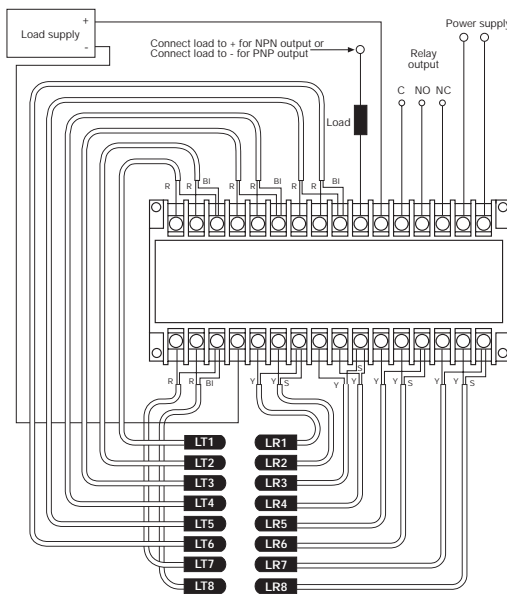 +
Load supply
-
Power supply
Connect load to + for NPN output or
Connect load to - for PNP output
Relay
output
C NO NC
Load
R R Bl R R Bl R R Bl
R R Bl Y Y S Y S Y Y S Y Y S
LT1 LR1
LT2 LR2
LT3 LR3
LT4 LR4
LT5 LR5
LT6 LR6
LT7 LR7
LT8 LR8